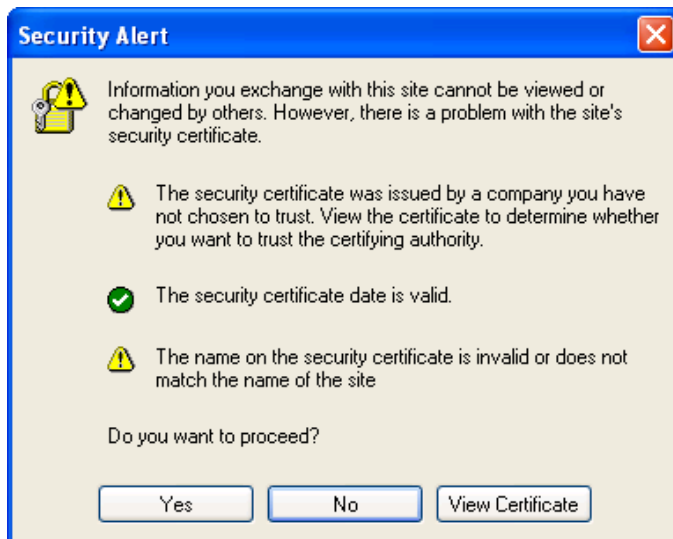 Security Alert
Information you exchange with this site cannot be viewed or
changed by others. However, there is a problem with the site's
security certificate.
The security certificate was issued by a company you have
not chosen to trust. View the certificate to determine whether
you want to trust the certifying authority.
The security certificate date is valid.
The name on the security certificate is invalid or does not
match the name of the site
Do you want to proceed?
Yes No View Certificate